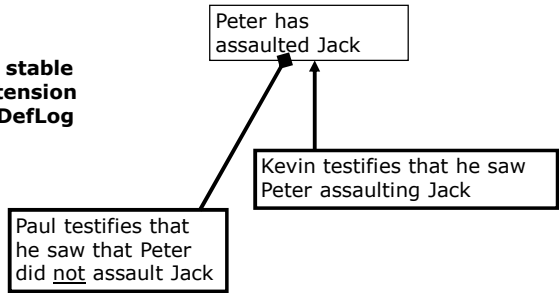 Peter has
assaulted Jack
stable
tension
DefLog
Kevin testifies that he saw
Peter assaulting Jack
Paul testifies that
he saw that Peter
did not assault Jack